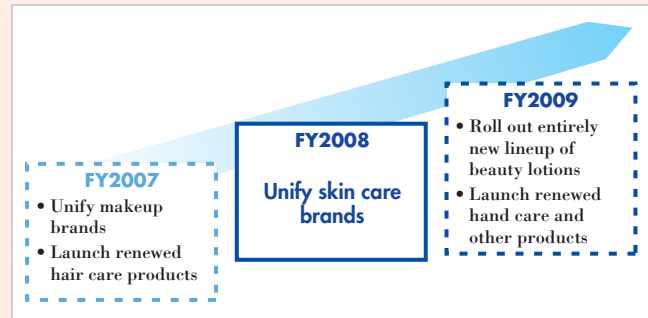 FY2007
• Unify makeup
brands
• Launch renewed
hair care products
FY2008
Unify skin care
brands
FY2009
• Roll out entirely
new lineup of
beauty lotions
• Launch renewed
hand care and
other products